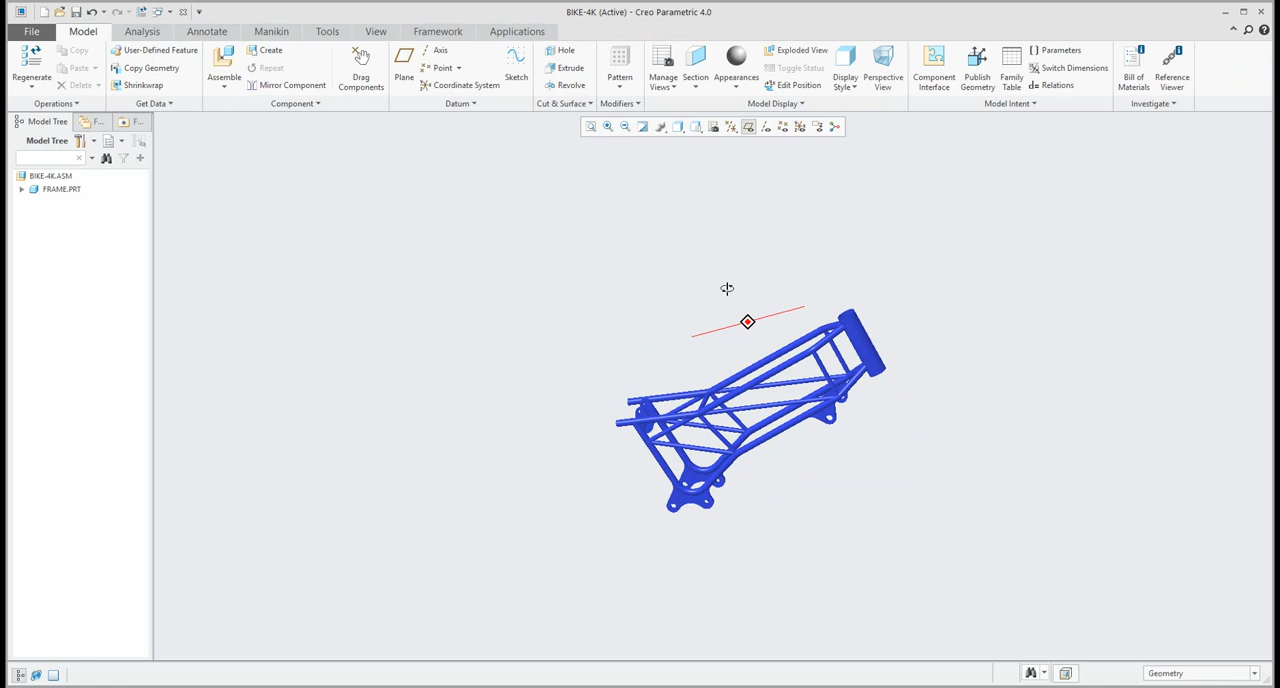 BIKE-4K (Active) - Creo Parametric 4.0
File Model Analysis Annotate Manikin Tools View Framework Applications
Regenerate
Copy
Paste
Delete
Operations
User-Defined Feature
Copy Geometry
Shrinkwrap
Get Data
Assemble
Create
Repeat
Mirror Component
Drag
Components
Component
Plane
Axis
Point
Coordinate System
Sketch
Datum
Hole
Extrude
Revolve
Cut & Surface
Pattern
Modifiers
Manage
Views
Section
Appearances
Exploded View
Toggle Status
Edit Position
Display
Style
Perspective
View
Model Display
Component
Interface
Publish
Geometry
Family
Table
Parameters
Switch Dimensions
d= Relations
Model Intent
Bill of
Materials
Reference
Viewer
Investigate
Model Tree F... F...
Model Tree
BIKE-4K.ASM
FRAME.PRT
Geometry